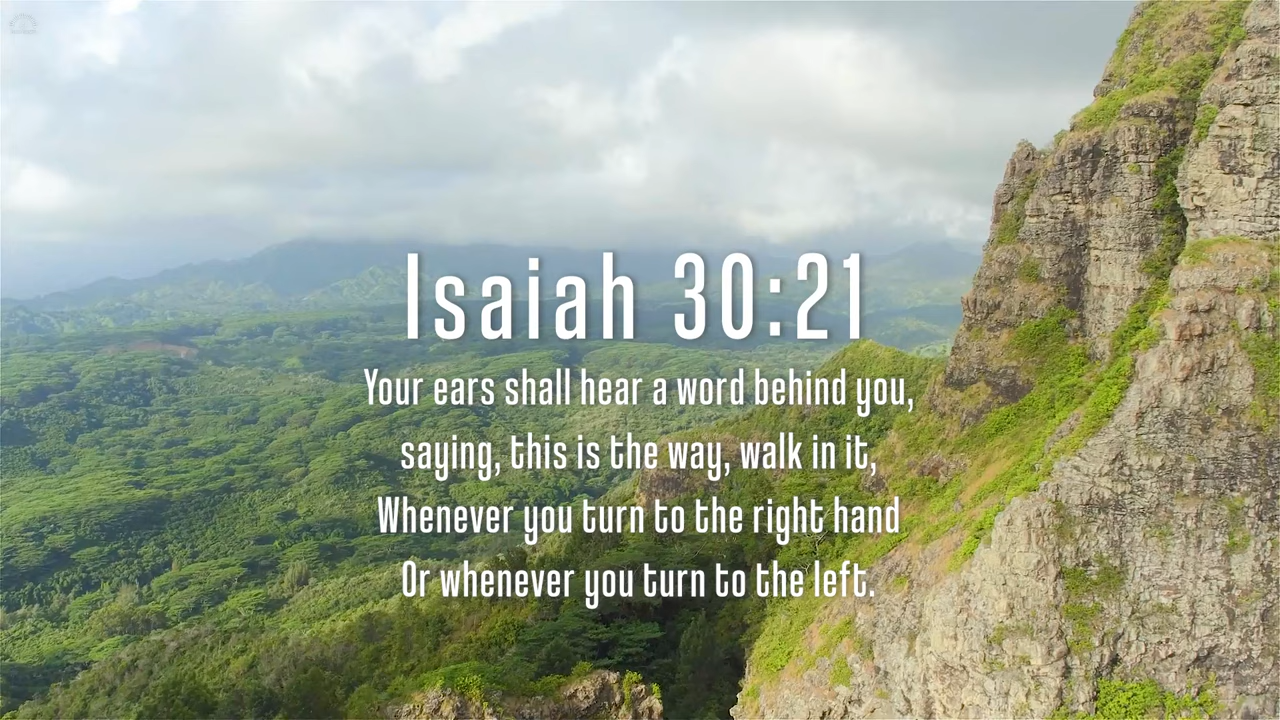 Isaiah 30:21
Your ears shall hear a word behind you,
saying, this is the way, walk in it,
Whenever you turn to the right hand
Or whenever you turn to the left.